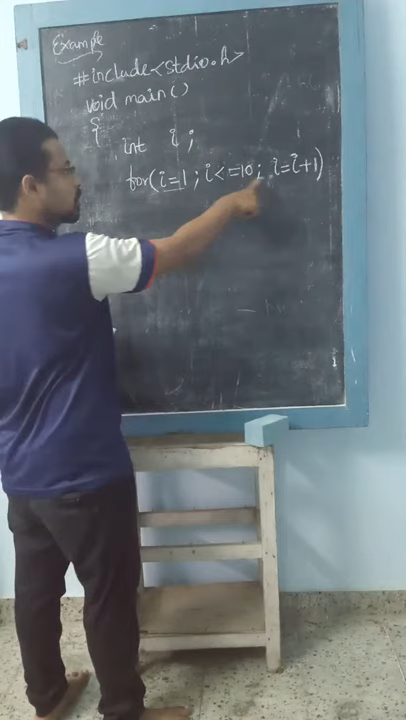 Example
#include<stdio.h>
void main()
{
int i;
for(i=1;i<=10;i=i+1)